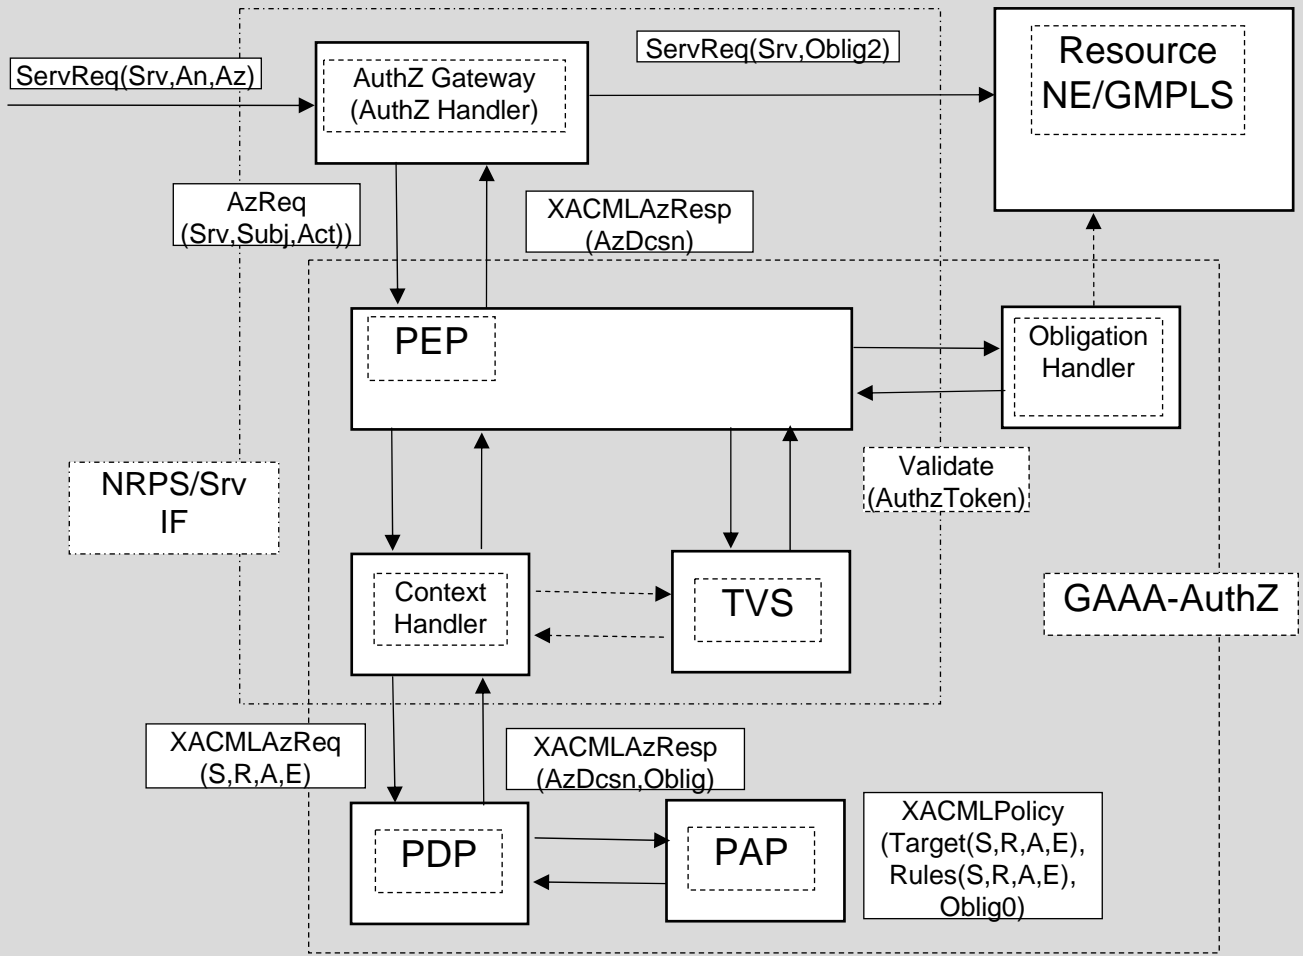 ServReq(Srv,An,Az)
AuthZ Gateway
(AuthZ Handler)
ServReq(Srv,Oblig2)
Resource
NE/GMPLS
AzReq
(Srv,Subj,Act))
XACMLAzResp
(AzDcsn)
PEP
Obligation
Handler
NRPS/Srv
IF
Validate
(AuthzToken)
Context
Handler
TVS
GAAA-AuthZ
XACMLAzReq
(S,R,A,E)
XACMLAzResp
(AzDcsn,Oblig)
PDP
PAP
XACMLPolicy
(Target(S,R,A,E),
Rules(S,R,A,E),
Oblig0)